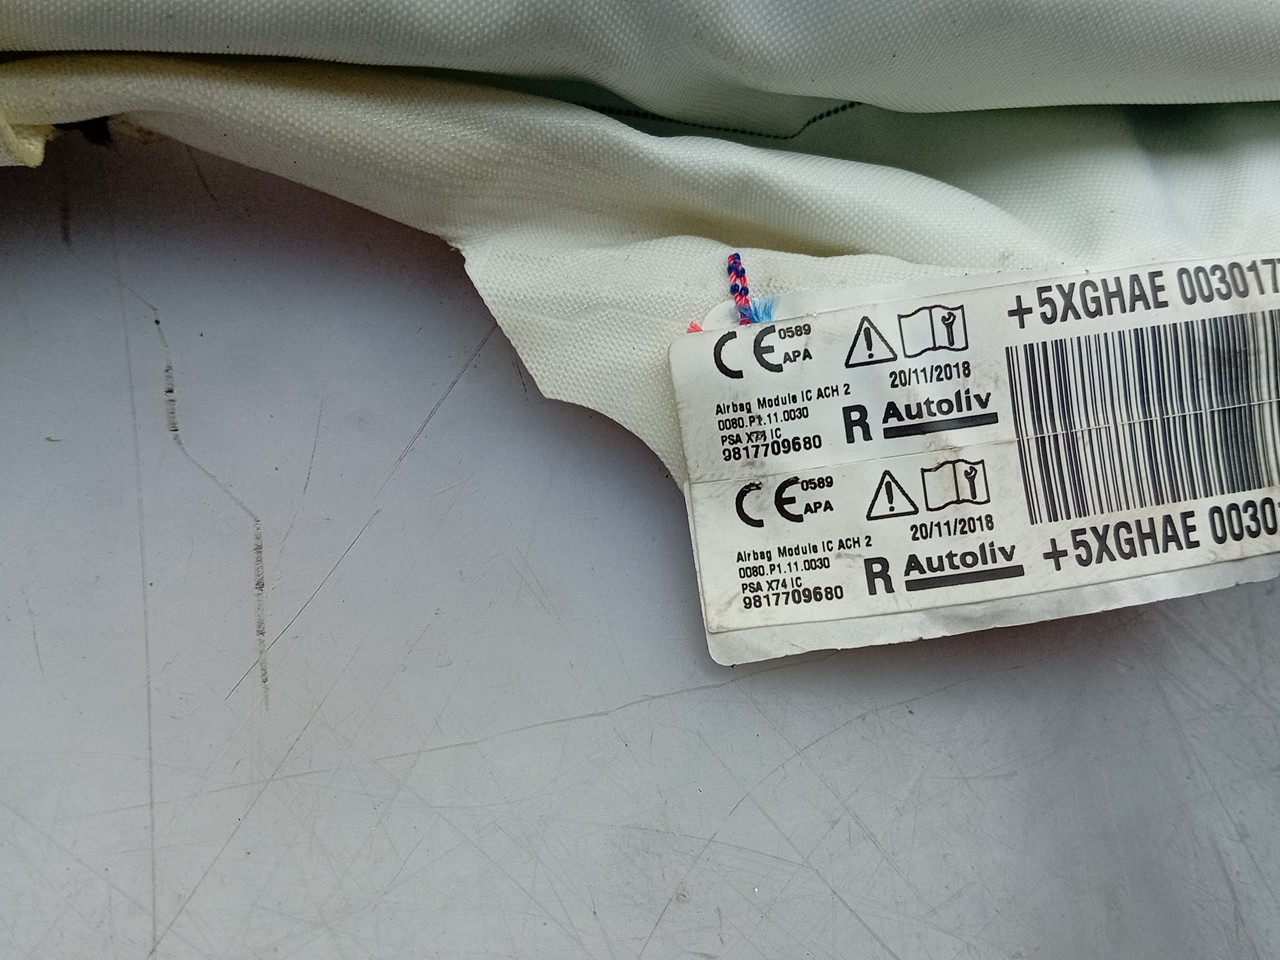 +5XGHAE 003017
CE 0589
APA
20/11/2018
Airbag Module IC ACH 2
0080.P1.11.0030
PSA X74 IC
9817709680
R Autoliv
CE 0589
APA
20/11/2018
Airbag Module IC ACH 2
0080.P1.11.0030
PSA X74 IC
9817709680
R Autoliv
+5XGHAE 0030